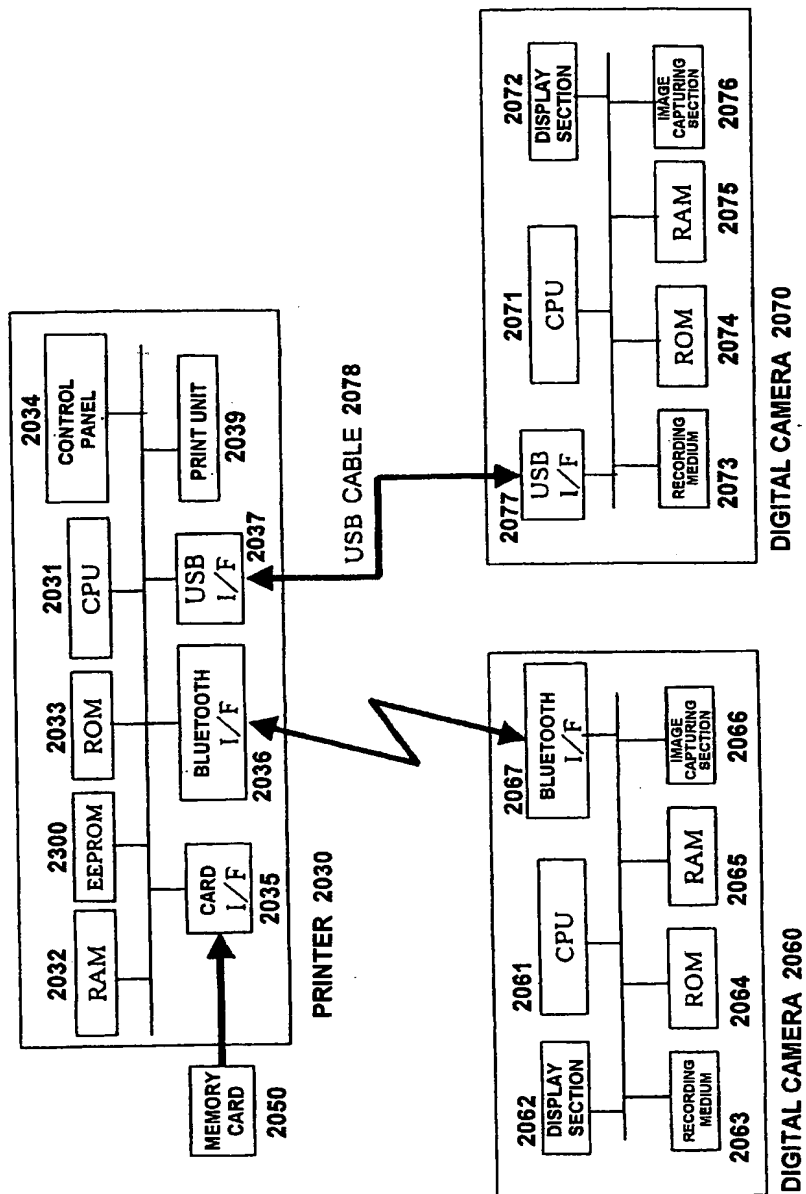 2032
RAM
2300
EEPROM
2033
ROM
2031
CPU
2034
CONTROL
PANEL
MEMORY
CARD
2050
CARD
I/F
2035
BLUETOOTH
I/F
2036
USB
I/F
2037
PRINT UNIT
2039
PRINTER 2030
USB CABLE 2078
2062
DISPLAY
SECTION
2061
CPU
2067
BLUETOOTH
I/F
RECORDING
MEDIUM
2063
ROM
2064
RAM
2065
IMAGE
CAPTURING
SECTION
2066
DIGITAL CAMERA 2060
2077
USB
I/F
2071
CPU
2072
DISPLAY
SECTION
RECORDING
MEDIUM
2073
ROM
2074
RAM
2075
IMAGE
CAPTURING
SECTION
2076
DIGITAL CAMERA 2070